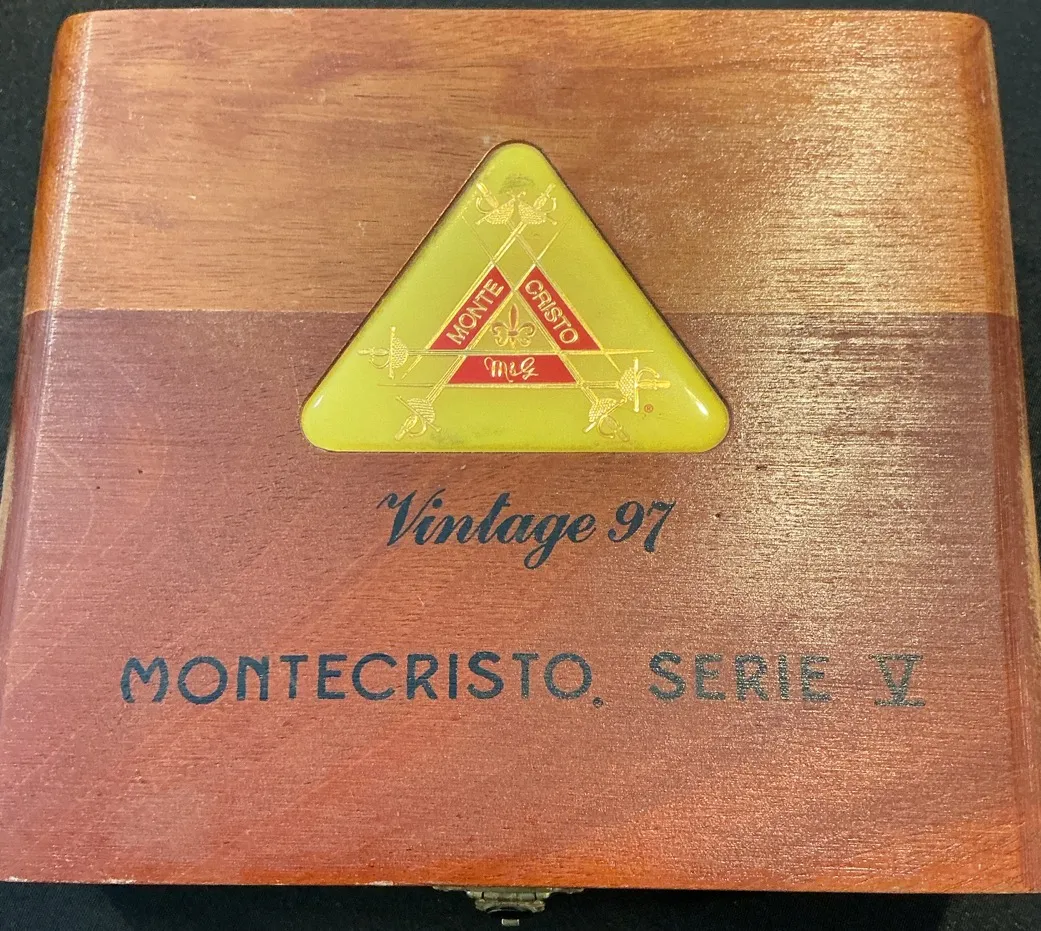 MONTE CRISTO
M&G
®
Vintage 97
MONTECRISTO® SERIE V